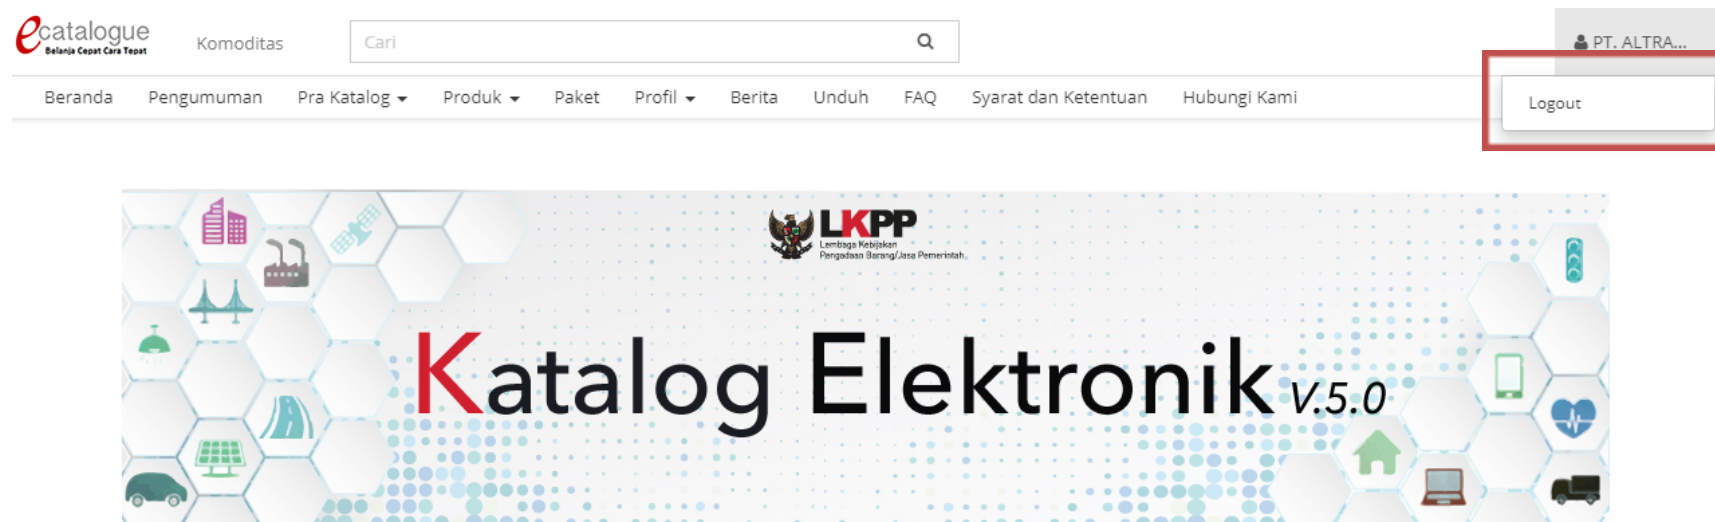 ecatalogue
Belanja Cepat Cara Tepat
Komoditas
Cari
PT. ALTRA...
Beranda Pengumuman Pra Katalog Produk Paket Profil Berita Unduh FAQ Syarat dan Ketentuan Hubungi Kami
Logout
LKPP
Lembaga Kebijakan
Pengadaan Barang/Jasa Pemerintah
Katalog Elektronik V.5.0